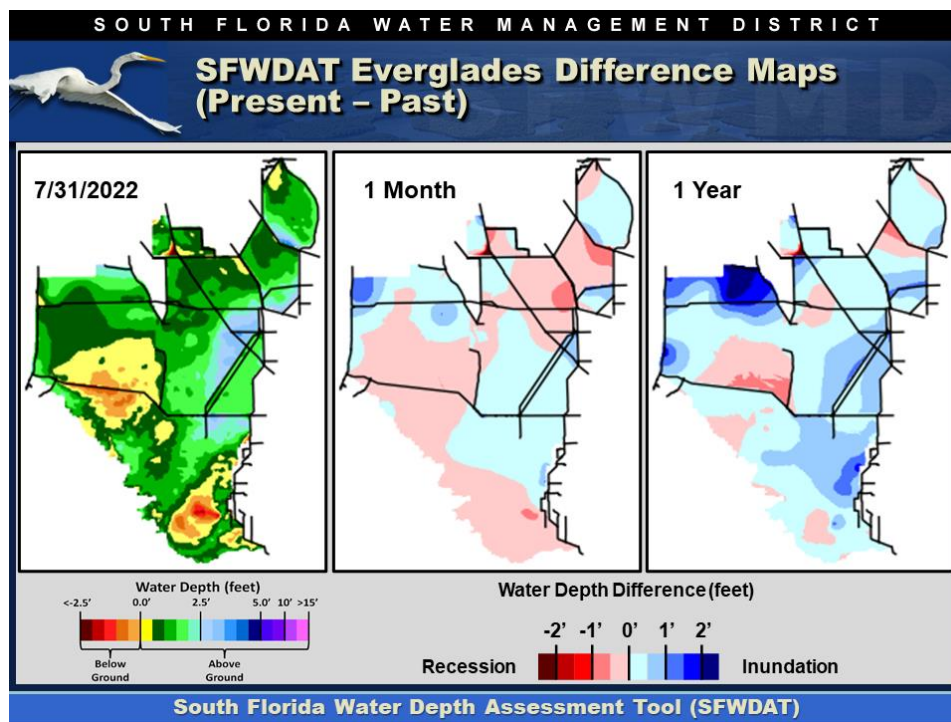 SOUTH FLORIDA WATER MANAGEMENT DISTRICT
SFWDAT Everglades Difference Maps
(Present – Past)
SFWMD
7/31/2022
1 Month
1 Year
Water Depth (feet)
<-2.5' 0.0' 2.5' 5.0' 10' >15'
Below
Ground
Above
Ground
Water Depth Difference (feet)
-2' -1' 0' 1' 2'
Recession
Inundation
South Florida Water Depth Assessment Tool (SFWDAT)